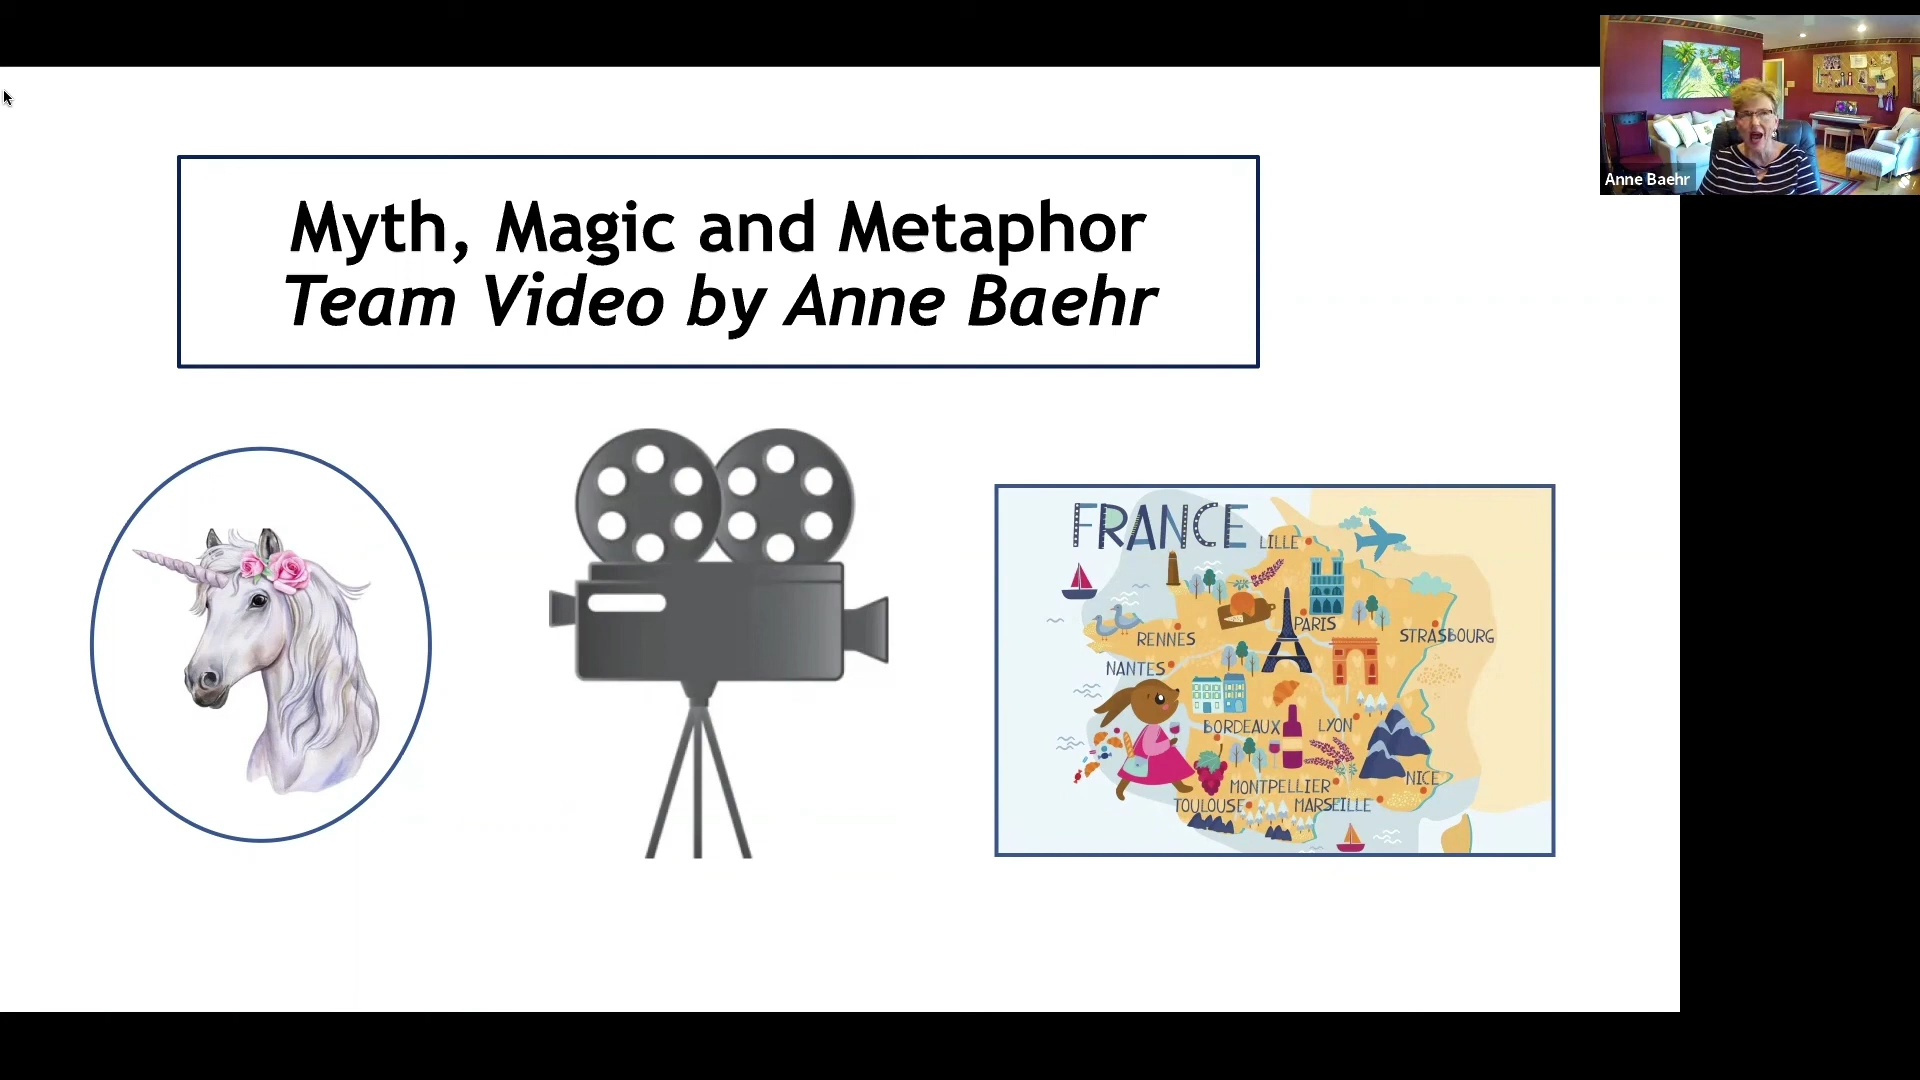 Anne Baehr
Myth, Magic and Metaphor
Team Video by Anne Baehr
FRANCE
LILLE
PARIS
STRASBOURG
RENNES
NANTES
BORDEAUX
LYON
NICE
MONTPELLIER
TOULOUSE
MARSEILLE